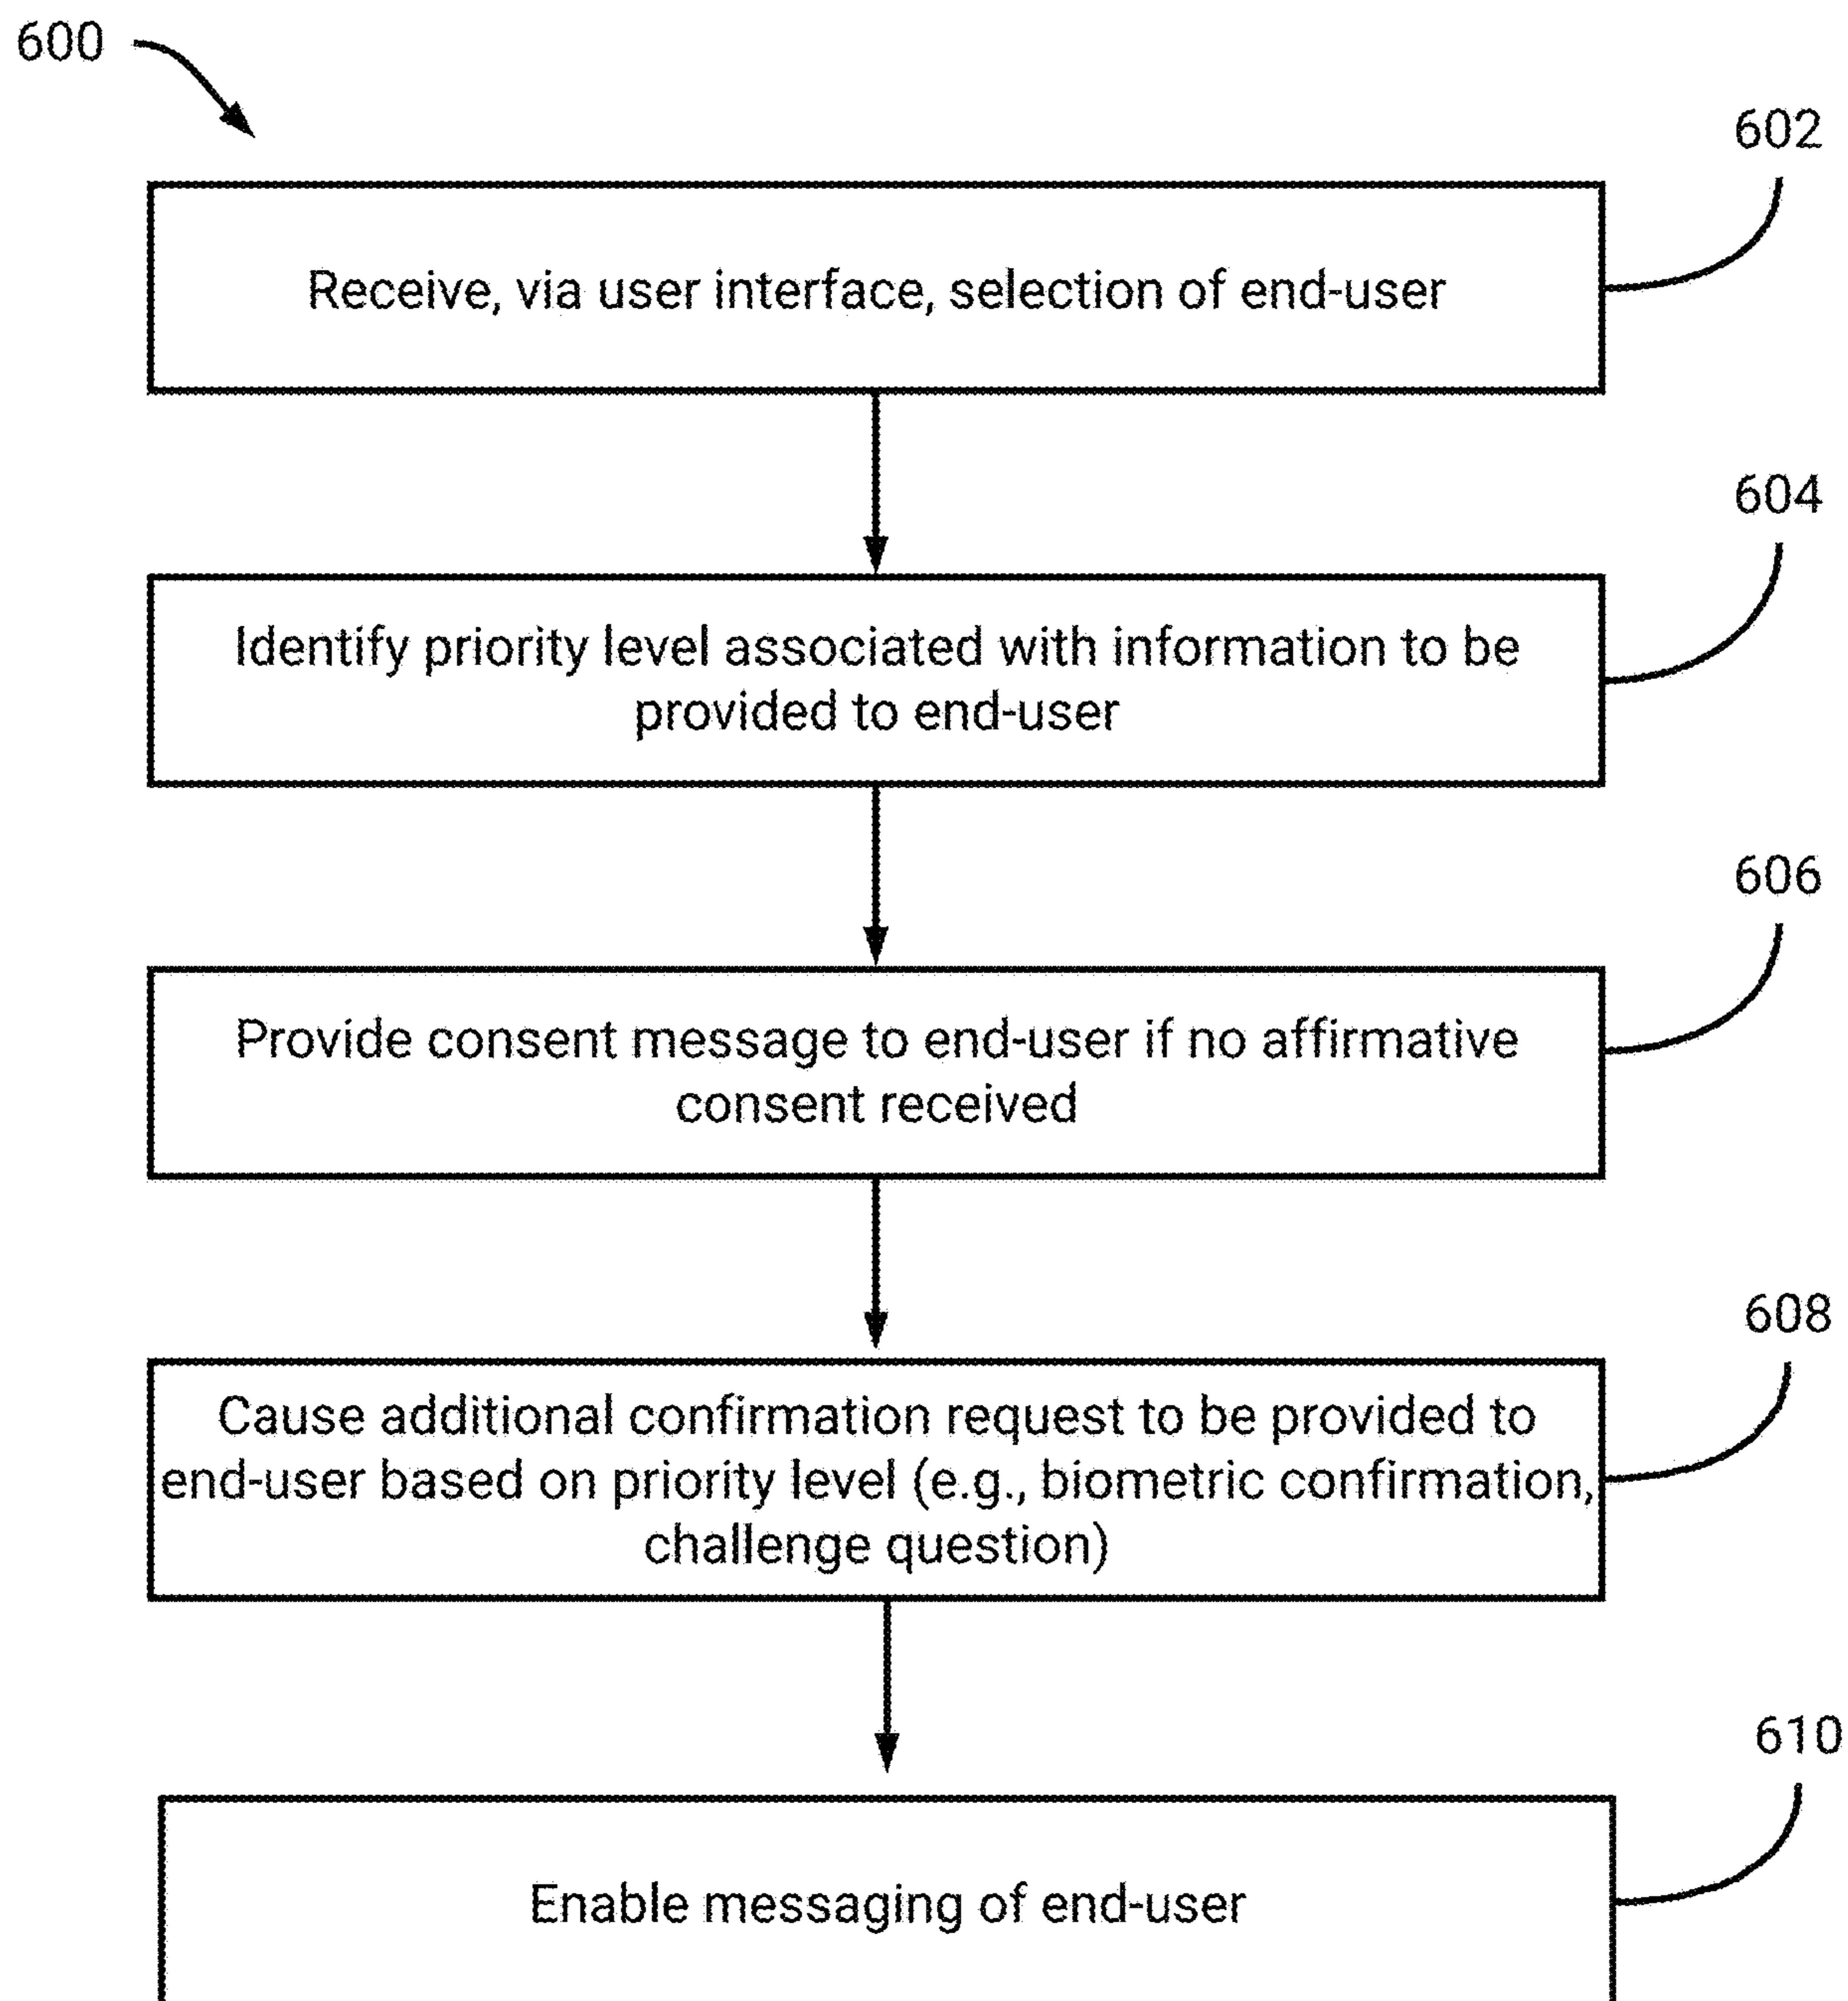 600
602
Receive, via user interface, selection of end-user
604
Identify priority level associated with information to be
provided to end-user
606
Provide consent message to end-user if no affirmative
consent received
608
Cause additional confirmation request to be provided to
end-user based on priority level (e.g., biometric confirmation,
challenge question)
610
Enable messaging of end-user